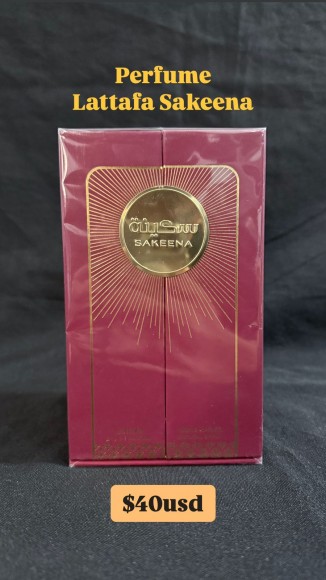 Perfume
Lattafa Sakeena
سكينة
SAKEENA
$40usd